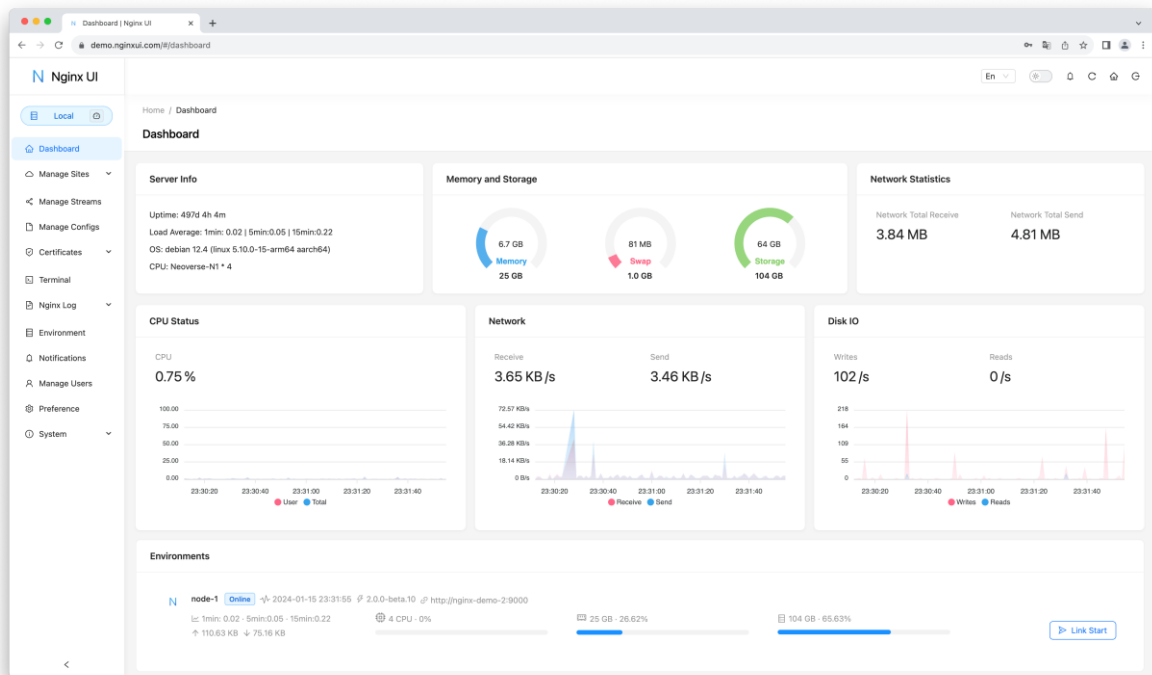 Dashboard | Nginx UI
demo.nginxui.com/#/dashboard
Nginx UI
En
Local
Dashboard
Manage Sites
Manage Streams
Manage Configs
Certificates
Terminal
Nginx Log
Environment
Notifications
Manage Users
Preference
System
Home / Dashboard
Dashboard
Server Info
Uptime: 497d 4h 4m
Load Average: 1min: 0.02 | 5min:0.05 | 15min:0.22
OS: debian 12.4 (linux 5.10.0-15-arm64 aarch64)
CPU: Neoverse-N1 * 4
Memory and Storage
6.7 GB
Memory
25 GB
81 MB
Swap
1.0 GB
64 GB
Storage
104 GB
Network Statistics
Network Total Receive
3.84 MB
Network Total Send
4.81 MB
CPU Status
CPU
0.75 %
100.00
75.00
50.00
25.00
0.00
23:30:20 23:30:40 23:31:00 23:31:20 23:31:40
User Total
Network
Receive
3.65 KB /s
Send
3.46 KB /s
72.57 KB/s
54.42 KB/s
36.28 KB/s
18.14 KB/s
0 B/s
23:30:20 23:30:40 23:31:00 23:31:20 23:31:40
Receive Send
Disk IO
Writes
102 /s
Reads
0 /s
218
164
109
55
0
23:30:20 23:30:40 23:31:00 23:31:20 23:31:40
Writes Reads
Environments
node-1 Online 2024-01-15 23:31:55 2.0.0-beta.10 http://nginx-demo-2:9000
1min: 0.02 · 5min:0.05 · 15min:0.22
110.63 KB 75.16 KB
4 CPU · 0%
25 GB · 26.62%
104 GB · 65.63%
Link Start